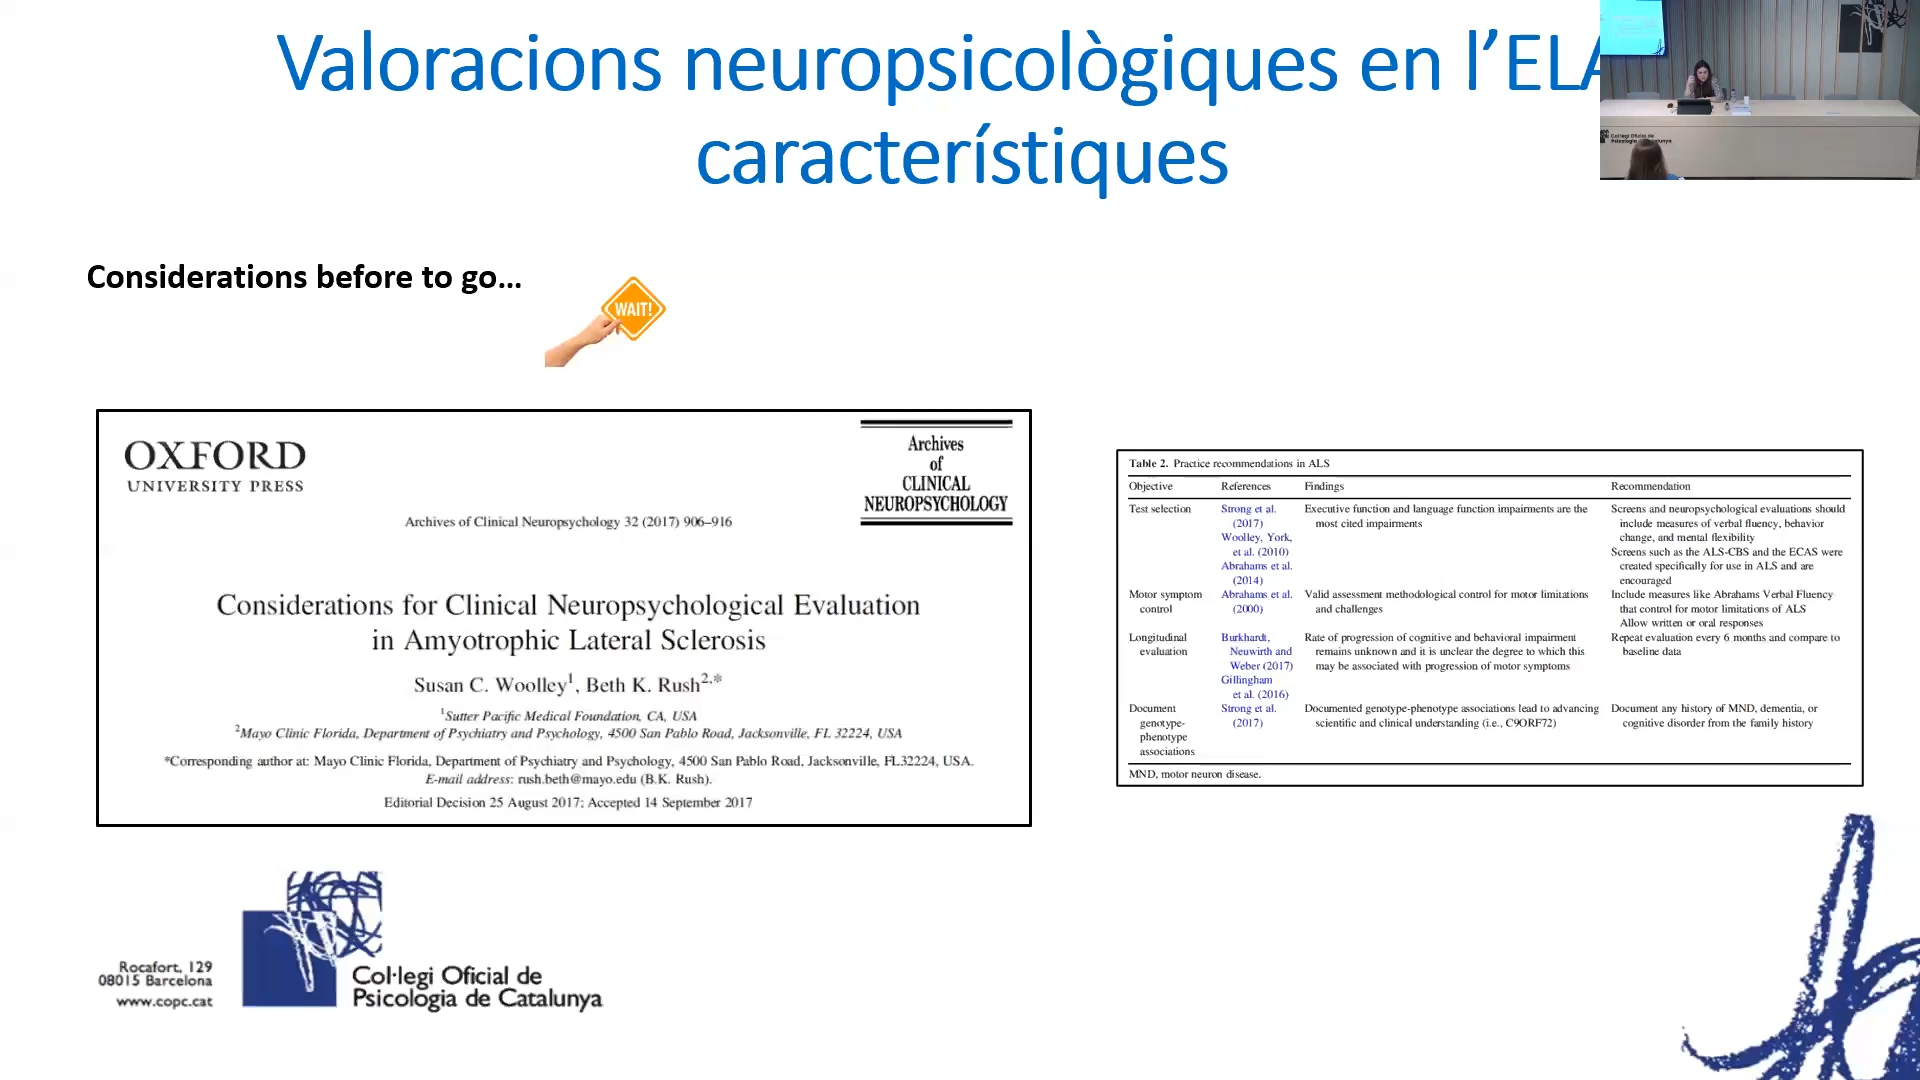 Valoracions neuropsicològiques en l’ELA
característiques
Considerations before to go...
WAIT!
OXFORD
UNIVERSITY PRESS
Archives
of
CLINICAL
NEUROPSYCHOLOGY
Archives of Clinical Neuropsychology 32 (2017) 906–916
Considerations for Clinical Neuropsychological Evaluation
in Amyotrophic Lateral Sclerosis
Susan C. Woolley1, Beth K. Rush2,*
1Sutter Pacific Medical Foundation, CA, USA
2Mayo Clinic Florida, Department of Psychiatry and Psychology, 4500 San Pablo Road, Jacksonville, FL 32224, USA
*Corresponding author at: Mayo Clinic Florida, Department of Psychiatry and Psychology, 4500 San Pablo Road, Jacksonville, FL32224, USA.
E-mail address: rush.beth@mayo.edu (B.K. Rush).
Editorial Decision 25 August 2017; Accepted 14 September 2017
Table 2. Practice recommendations in ALS
Objective References Findings Recommendation
Test selection Strong et al. Executive function and language function impairments are the Screens and neuropsychological evaluations should
(2017) most cited impairments include measures of verbal fluency, behavior
Woolley, York, change, and mental flexibility
et al. (2010) Screens such as the ALS-CBS and the ECAS were
Abrahams et al. created specifically for use in ALS and are
(2014) encouraged
Motor symptom Abrahams et al. Valid assessment methodological control for motor limitations Include measures like Abrahams Verbal Fluency
control (2000) and challenges that control for motor limitations of ALS
Allow written or oral responses
Longitudinal Burkhardt, Rate of progression of cognitive and behavioral impairment Repeat evaluation every 6 months and compare to
evaluation Neuwirth and remains unknown and it is unclear the degree to which this baseline data
Weber (2017) may be associated with progression of motor symptoms
Gillingham
et al. (2016)
Document Strong et al. Documented genotype-phenotype associations lead to advancing Document any history of MND, dementia, or
genotype- (2017) scientific and clinical understanding (i.e., C9ORF72) cognitive disorder from the family history
phenotype
associations
MND, motor neuron disease.
Rocafort, 129
08015 Barcelona
www.copc.cat
Col·legi Oficial de
Psicologia de Catalunya
Col·legi Oficial de